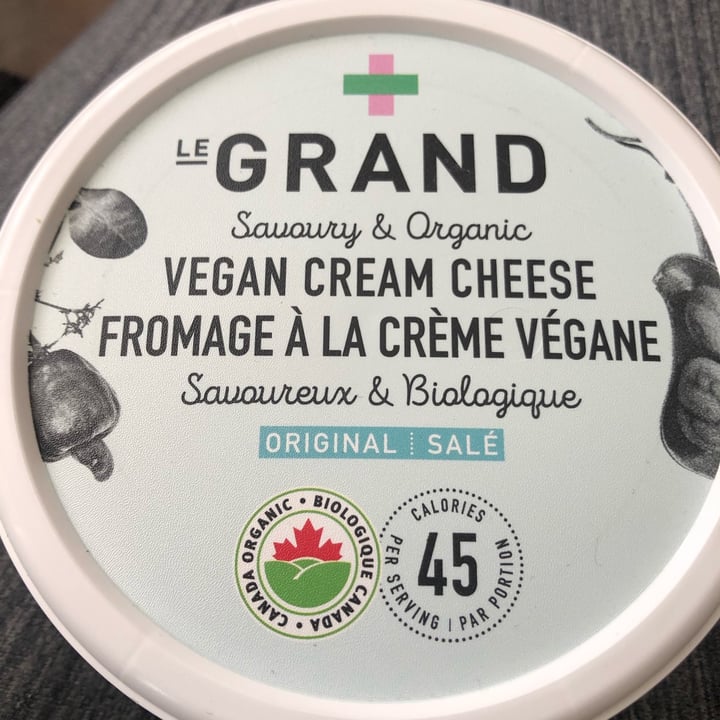 LE GRAND
Savoury & Organic
VEGAN CREAM CHEESE
FROMAGE À LA CRÈME VÉGANE
Savoureux & Biologique
ORIGINAL SALÉ
CANADA ORGANIC • BIOLOGIQUE CANADA •
CALORIES
45
PER SERVING | PAR PORTION